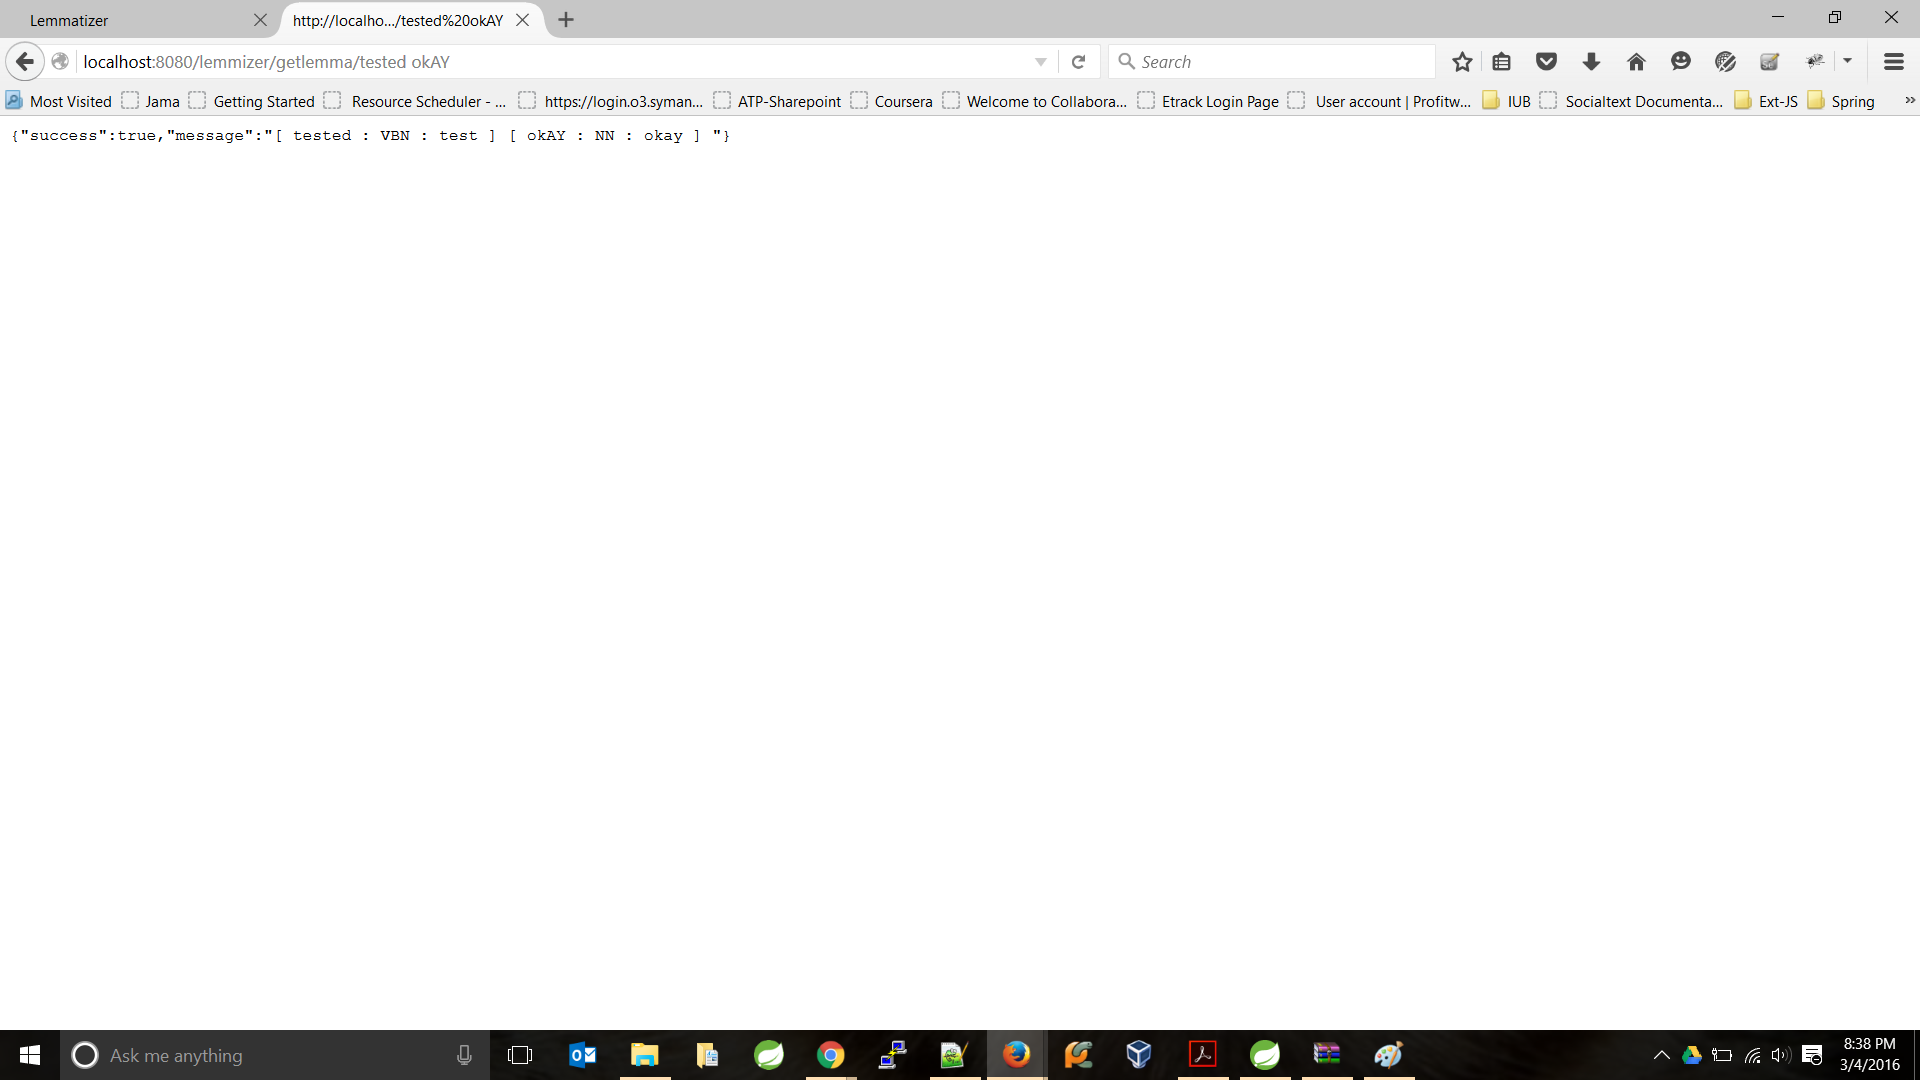 Lemmatizer
http://localho.../tested%20okAY
localhost:8080/lemmizer/getlemma/tested okAY
Search
Most Visited Jama Getting Started Resource Scheduler - ... https://login.o3.syman... ATP-Sharepoint Coursera Welcome to Collabora... Etrack Login Page User account | Profitw... IUB Socialtext Documenta... Ext-JS Spring »
{"success":true,"message":"[ tested : VBN : test ] [ okAY : NN : okay ] "}
Ask me anything
8:38 PM
3/4/2016